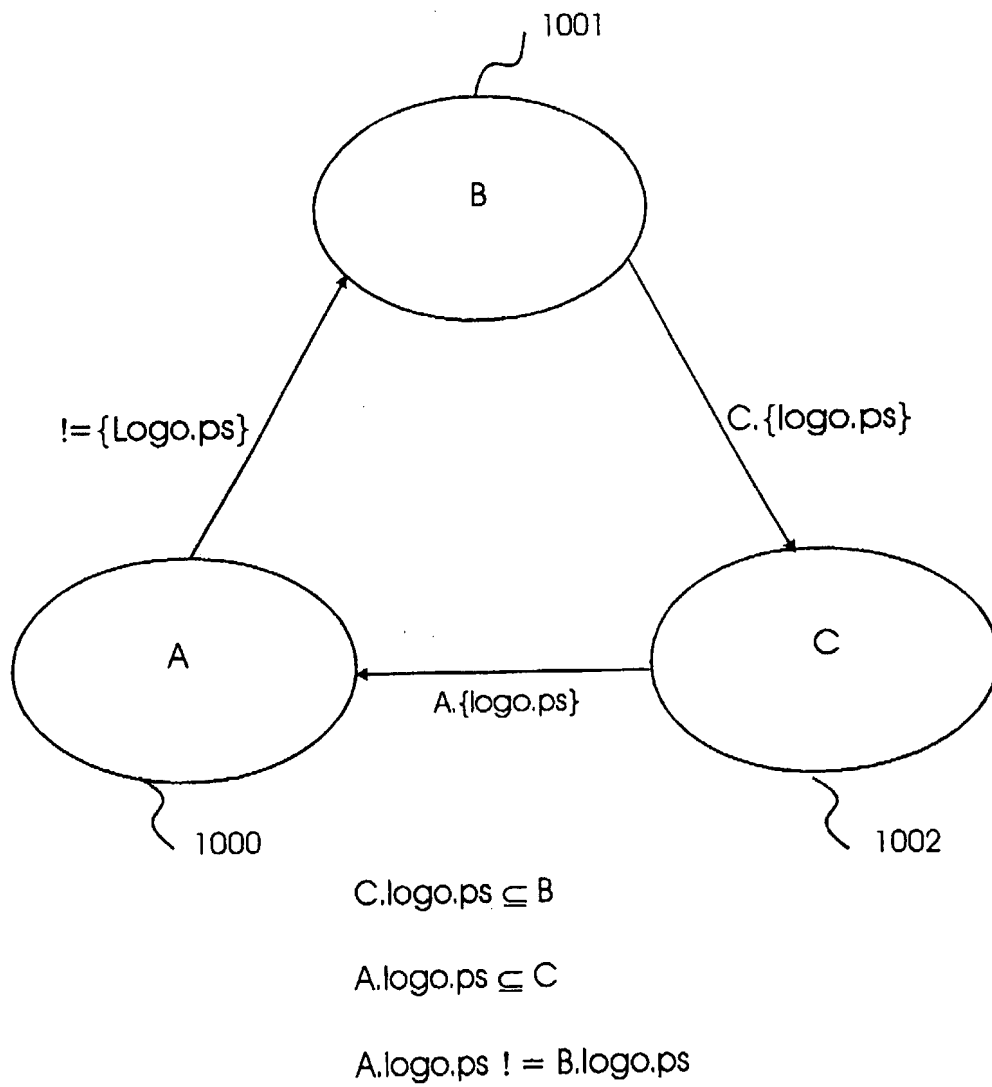 1001
B
!={Logo.ps}
C.{logo.ps}
A
C
A.{logo.ps}
1000
1002
C.logo.ps ⊆ B
A.logo.ps ⊆ C
A.logo.ps ! = B.logo.ps